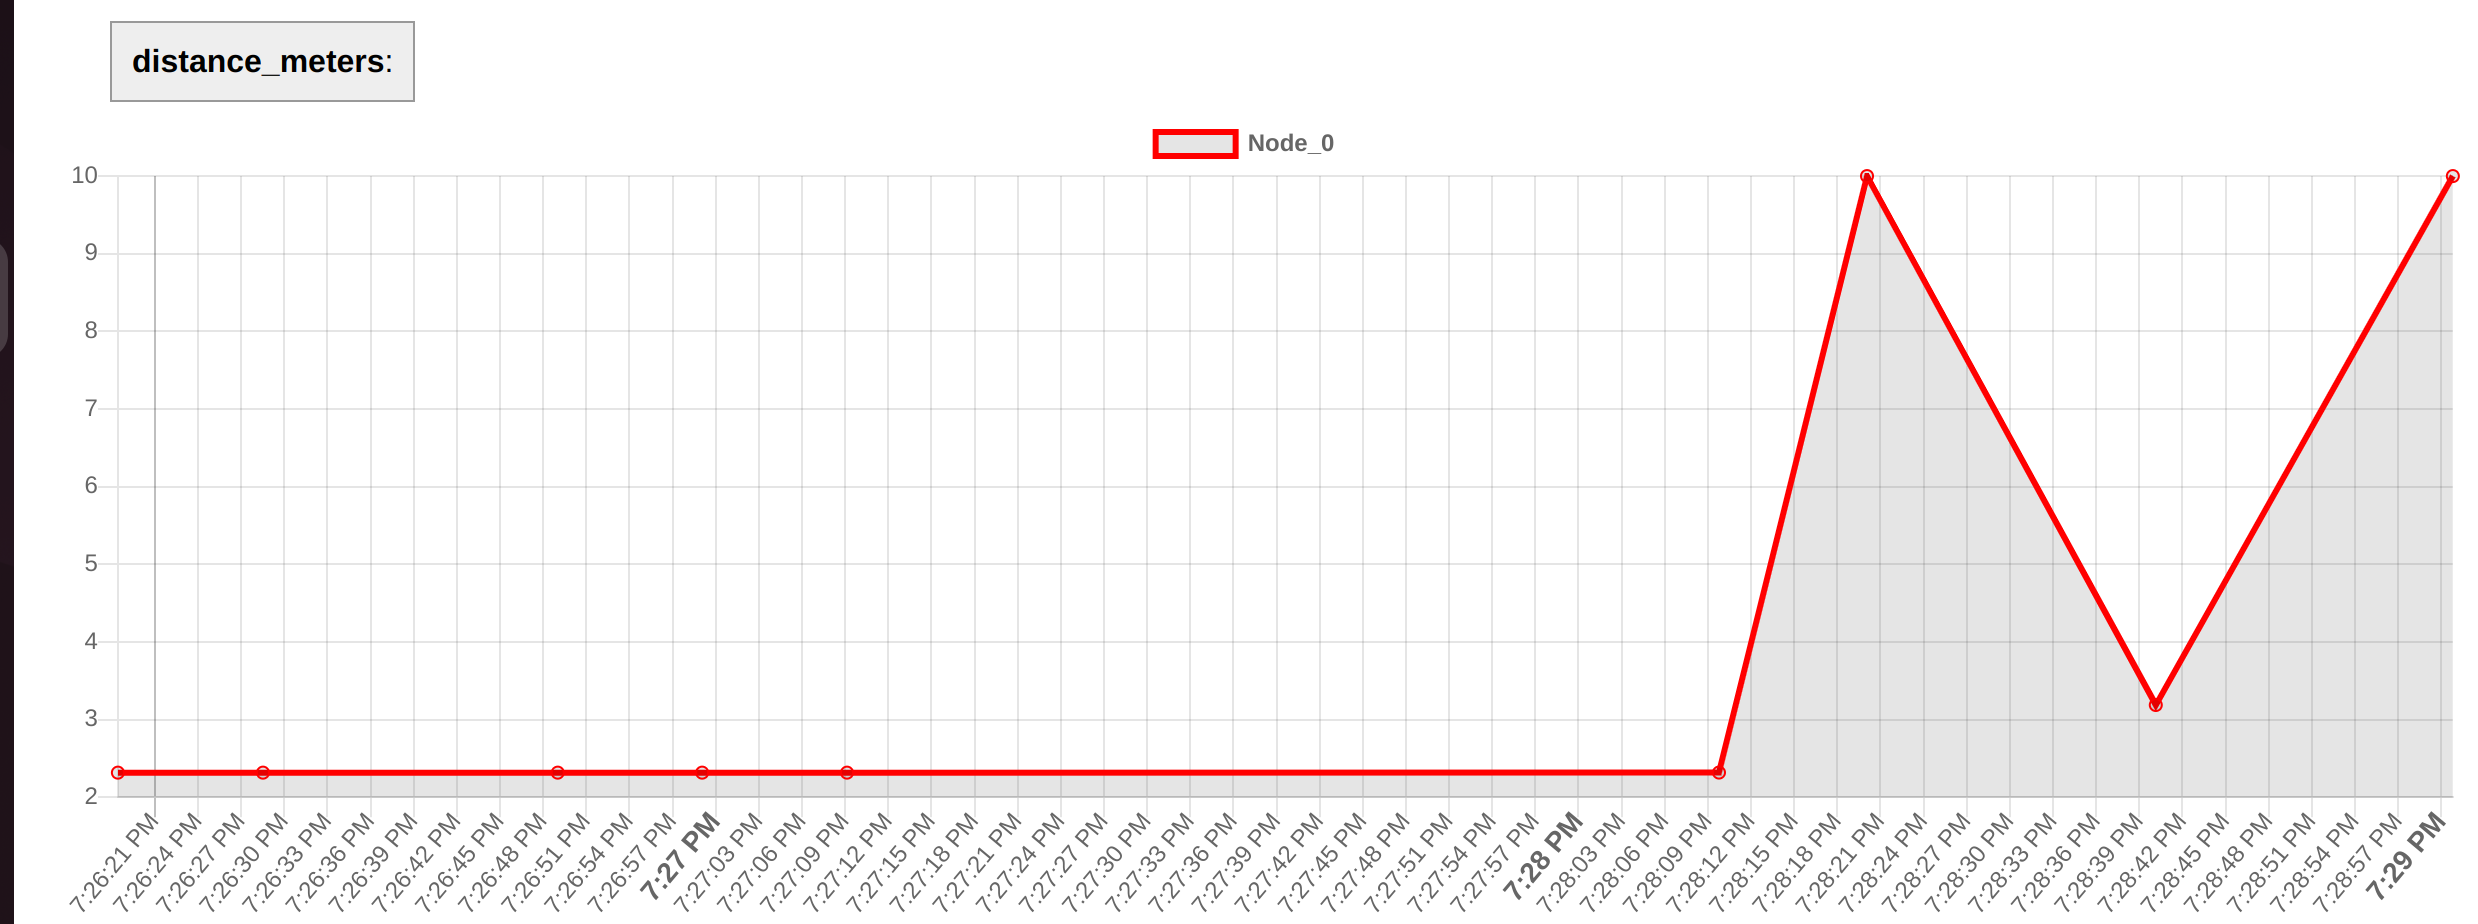 distance_meters:
Node_0
10
9
8
7
6
5
4
3
2
7:26:21 PM
7:26:24 PM
7:26:27 PM
7:26:30 PM
7:26:33 PM
7:26:36 PM
7:26:39 PM
7:26:42 PM
7:26:45 PM
7:26:48 PM
7:26:51 PM
7:26:54 PM
7:26:57 PM
7:27 PM
7:27:03 PM
7:27:06 PM
7:27:09 PM
7:27:12 PM
7:27:15 PM
7:27:18 PM
7:27:21 PM
7:27:24 PM
7:27:27 PM
7:27:30 PM
7:27:33 PM
7:27:36 PM
7:27:39 PM
7:27:42 PM
7:27:45 PM
7:27:48 PM
7:27:51 PM
7:27:54 PM
7:27:57 PM
7:28 PM
7:28:03 PM
7:28:06 PM
7:28:09 PM
7:28:12 PM
7:28:15 PM
7:28:18 PM
7:28:21 PM
7:28:24 PM
7:28:27 PM
7:28:30 PM
7:28:33 PM
7:28:36 PM
7:28:39 PM
7:28:42 PM
7:28:45 PM
7:28:48 PM
7:28:51 PM
7:28:54 PM
7:28:57 PM
7:29 PM